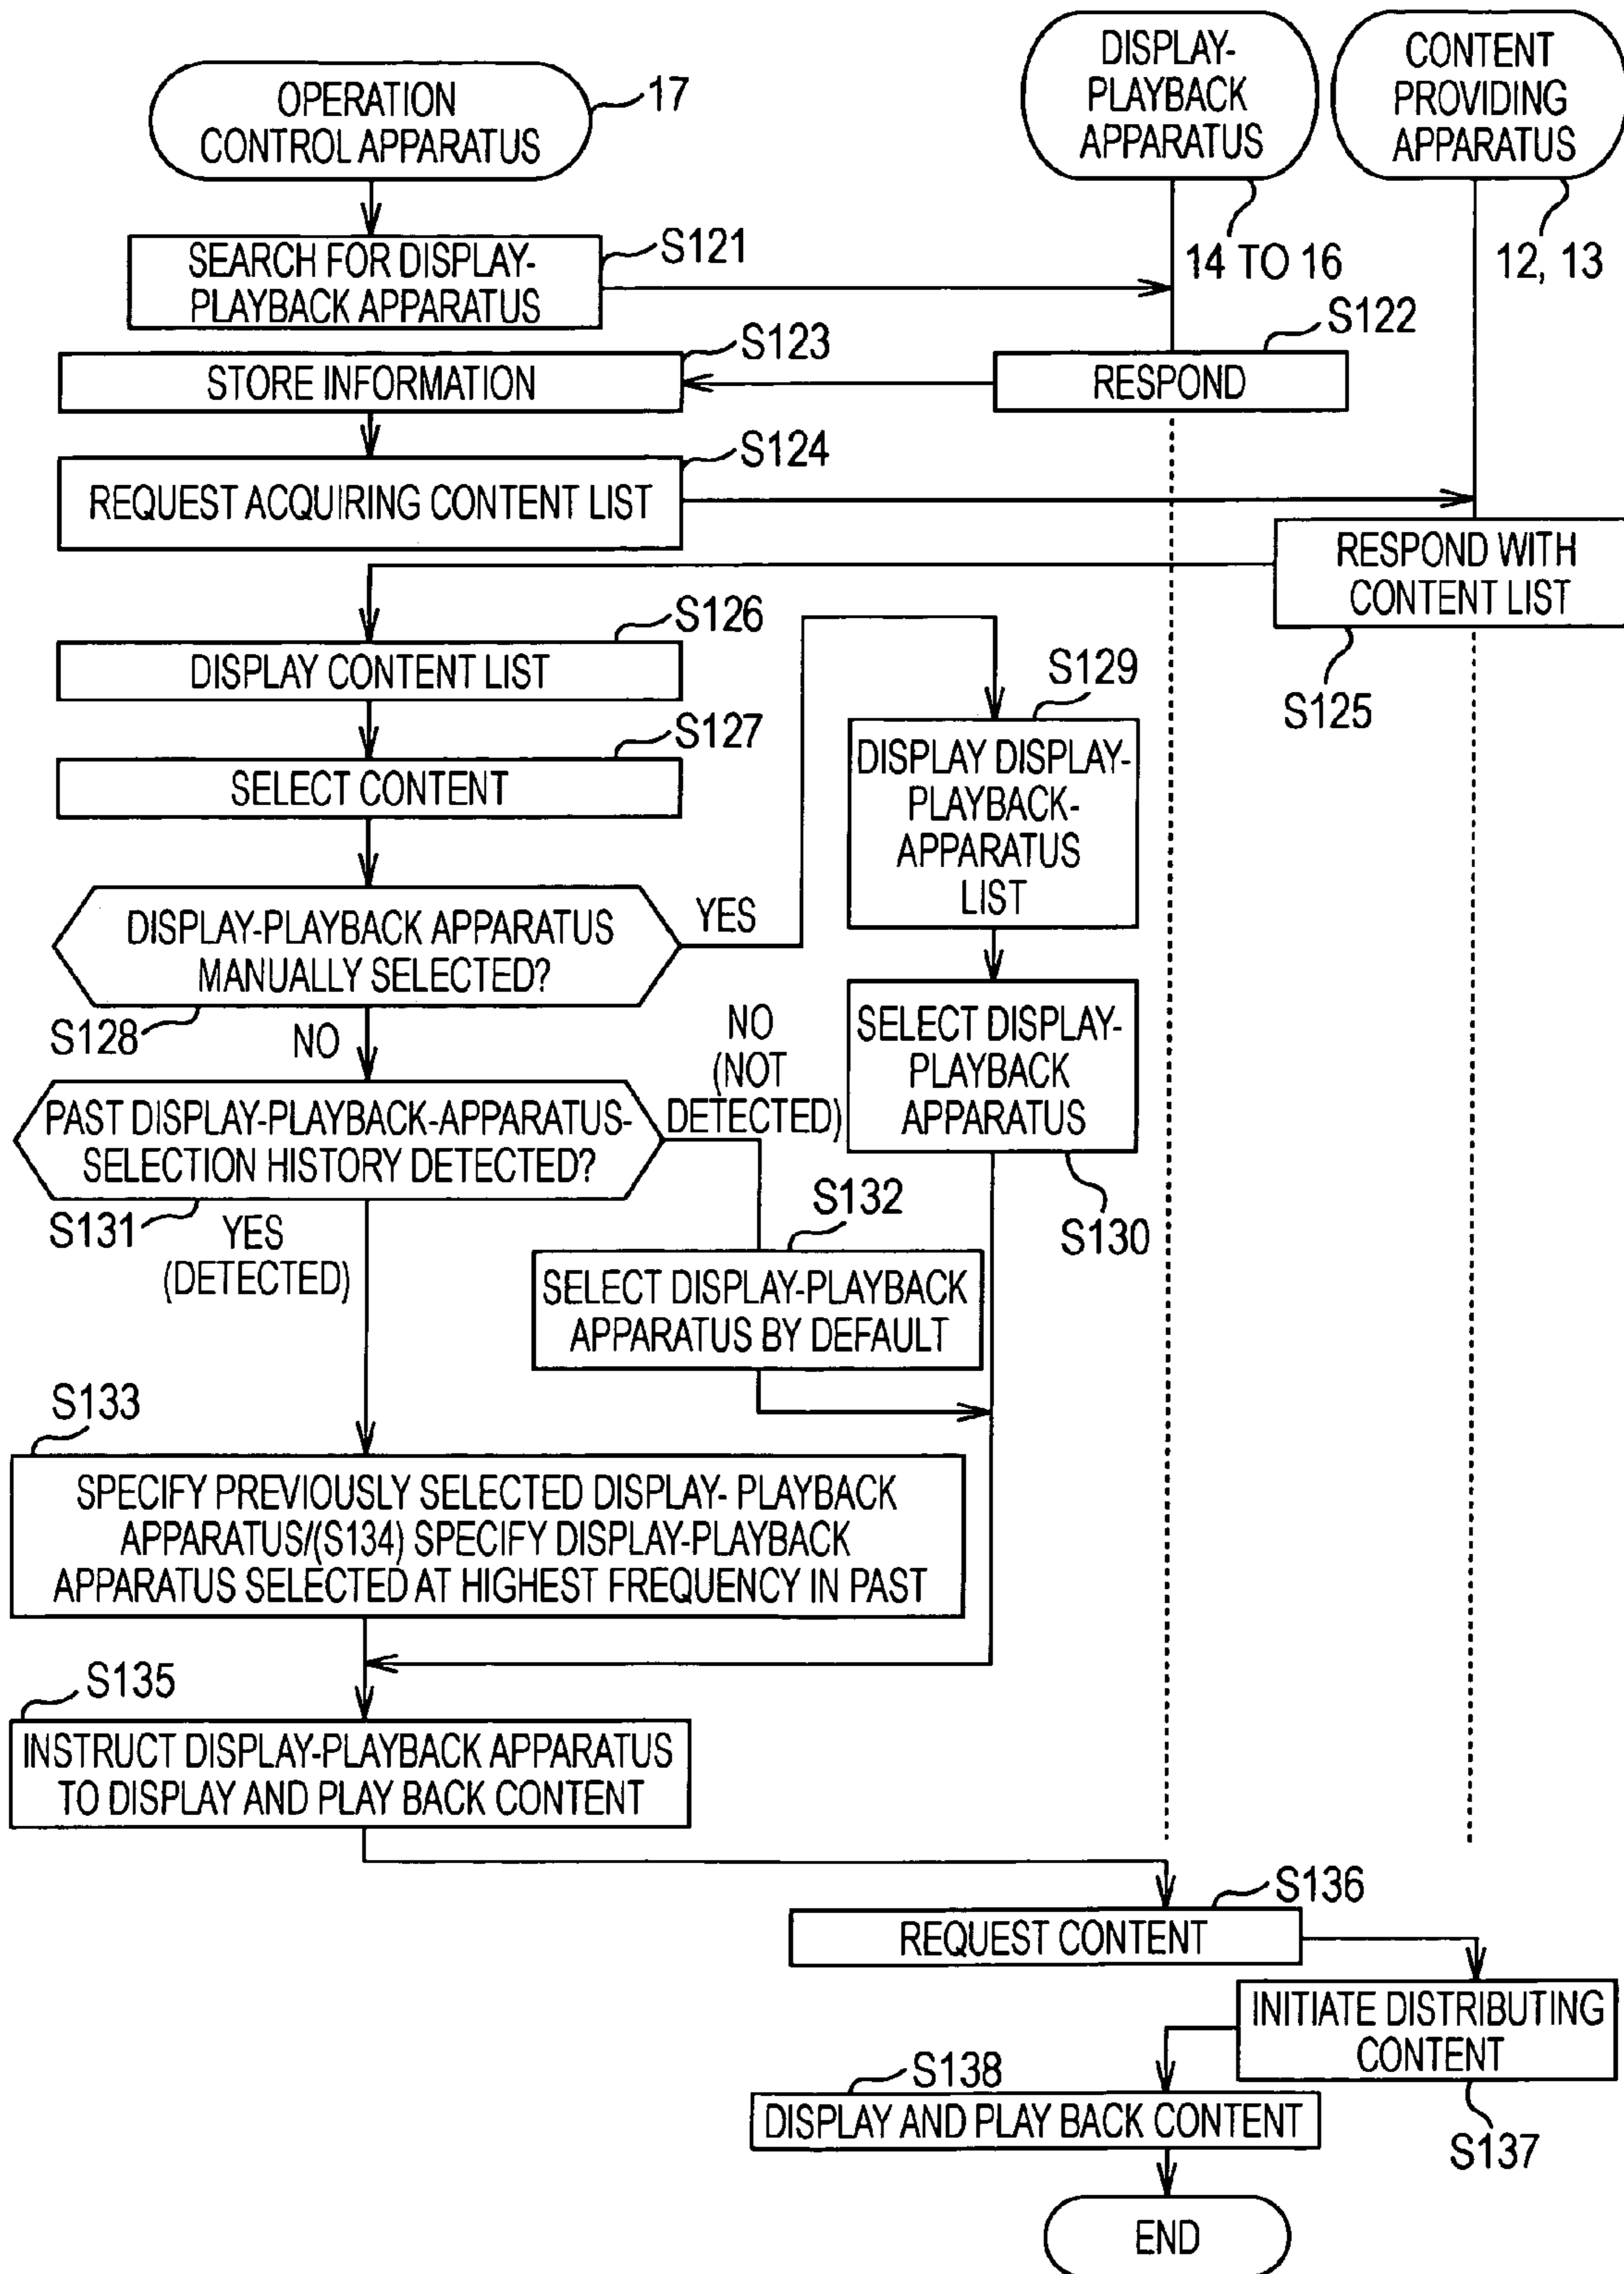 OPERATION
CONTROL APPARATUS
17
DISPLAY-
PLAYBACK
APPARATUS
14 TO 16
CONTENT
PROVIDING
APPARATUS
12, 13
SEARCH FOR DISPLAY-
PLAYBACK APPARATUS
S121
S122
RESPOND
S123
STORE INFORMATION
S124
REQUEST ACQUIRING CONTENT LIST
RESPOND WITH
CONTENT LIST
S125
S126
DISPLAY CONTENT LIST
S127
SELECT CONTENT
DISPLAY-PLAYBACK APPARATUS
MANUALLY SELECTED?
S128
YES
NO
S129
DISPLAY DISPLAY-
PLAYBACK-
APPARATUS
LIST
SELECT DISPLAY-
PLAYBACK
APPARATUS
S130
PAST DISPLAY-PLAYBACK-APPARATUS-
SELECTION HISTORY DETECTED?
S131
NO
(NOT
DETECTED)
YES
(DETECTED)
S132
SELECT DISPLAY-PLAYBACK
APPARATUS BY DEFAULT
S133
SPECIFY PREVIOUSLY SELECTED DISPLAY- PLAYBACK
APPARATUS/(S134) SPECIFY DISPLAY-PLAYBACK
APPARATUS SELECTED AT HIGHEST FREQUENCY IN PAST
S135
INSTRUCT DISPLAY-PLAYBACK APPARATUS
TO DISPLAY AND PLAY BACK CONTENT
S136
REQUEST CONTENT
INITIATE DISTRIBUTING
CONTENT
S137
S138
DISPLAY AND PLAY BACK CONTENT
END